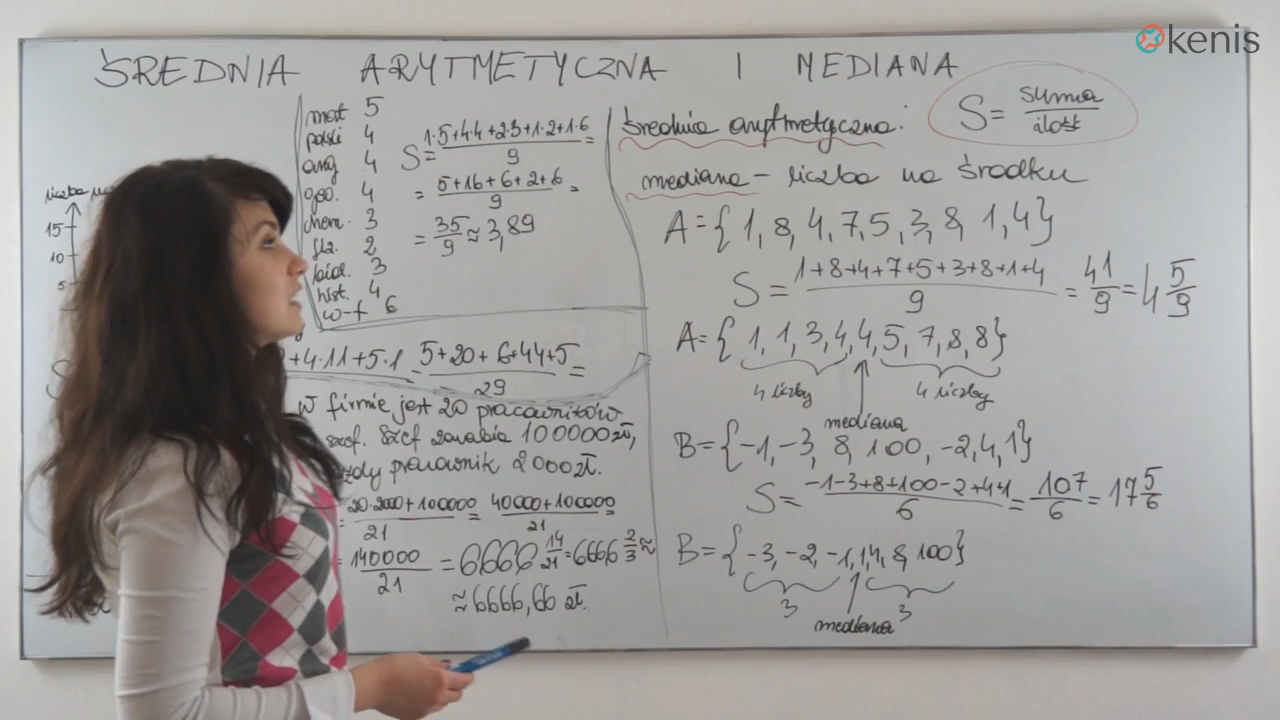 kenis
ŚREDNIA ARYTMETYCZNA I MEDIANA
liczba
15
10
5
mat 5
polski 4
ang 4
geo. 4
chem. 3
fiz. 2
biol. 3
hist. 4
w-f 6
S = 1·5+4·4+2·3+1·2+1·6 / 9 =
= 5+16+6+2+6 / 9 =
= 35/9 ≈ 3,89
+4·11+5·1 = 5+20+6+44+5 / 29 =
W firmie jest 20 pracowników
szef. Szef zarabia 100000 zł,
pracownik 2000 zł.
= 20·2000+100000 / 21 = 40000+100000 / 21 =
= 140000/21 = 6666 14/21 = 6666 2/3 ≈
≈ 6666,66 zł.
średnia arytmetyczna: S = suma / ilość
mediana – liczba na środku
A = { 1, 8, 4, 7, 5, 3, 8, 1, 4 }
S = 1+8+4+7+5+3+8+1+4 / 9 = 41/9 = 4 5/9
A = { 1, 1, 3, 4, 4, 5, 7, 8, 8 }
4 liczby 4 liczby
mediana
B = { -1, -3, 8, 100, -2, 4, 1 }
S = -1-3+8+100-2+4+1 / 6 = 107/6 = 17 5/6
B = { -3, -2, -1, 1, 4, 8, 100 }
3 3
mediana